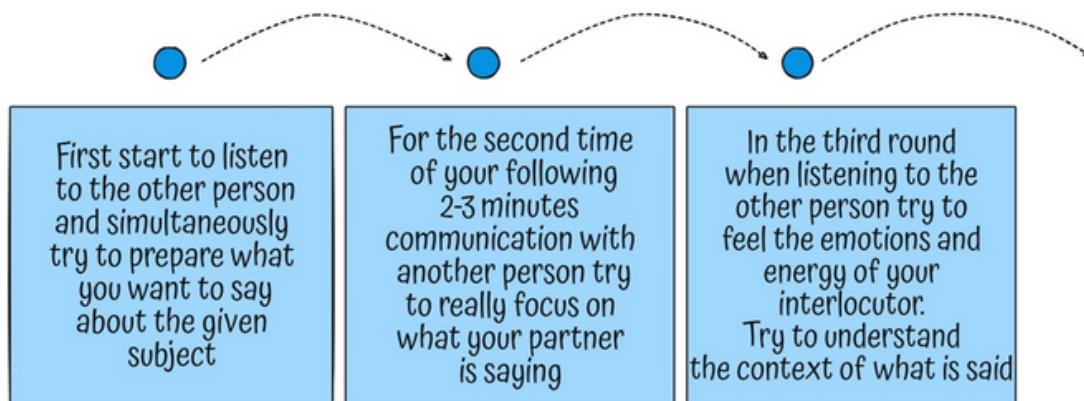 First start to listen
to the other person
and simultaneously
try to prepare what
you want to say
about the given
subject
For the second time
of your following
2-3 minutes
communication with
another person try
to really focus on
what your partner
is saying
In the third round
when listening to the
other person try to
feel the emotions and
energy of your
interlocutor.
Try to understand
the context of what is said